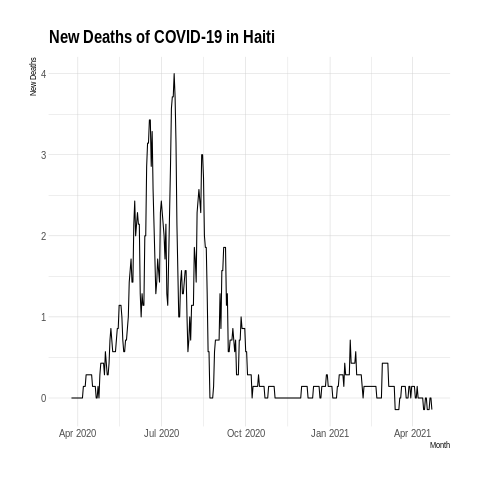 New Deaths of COVID-19 in Haiti
New Deaths
4
3
2
1
0
Apr 2020 Jul 2020 Oct 2020 Jan 2021 Apr 2021
Month